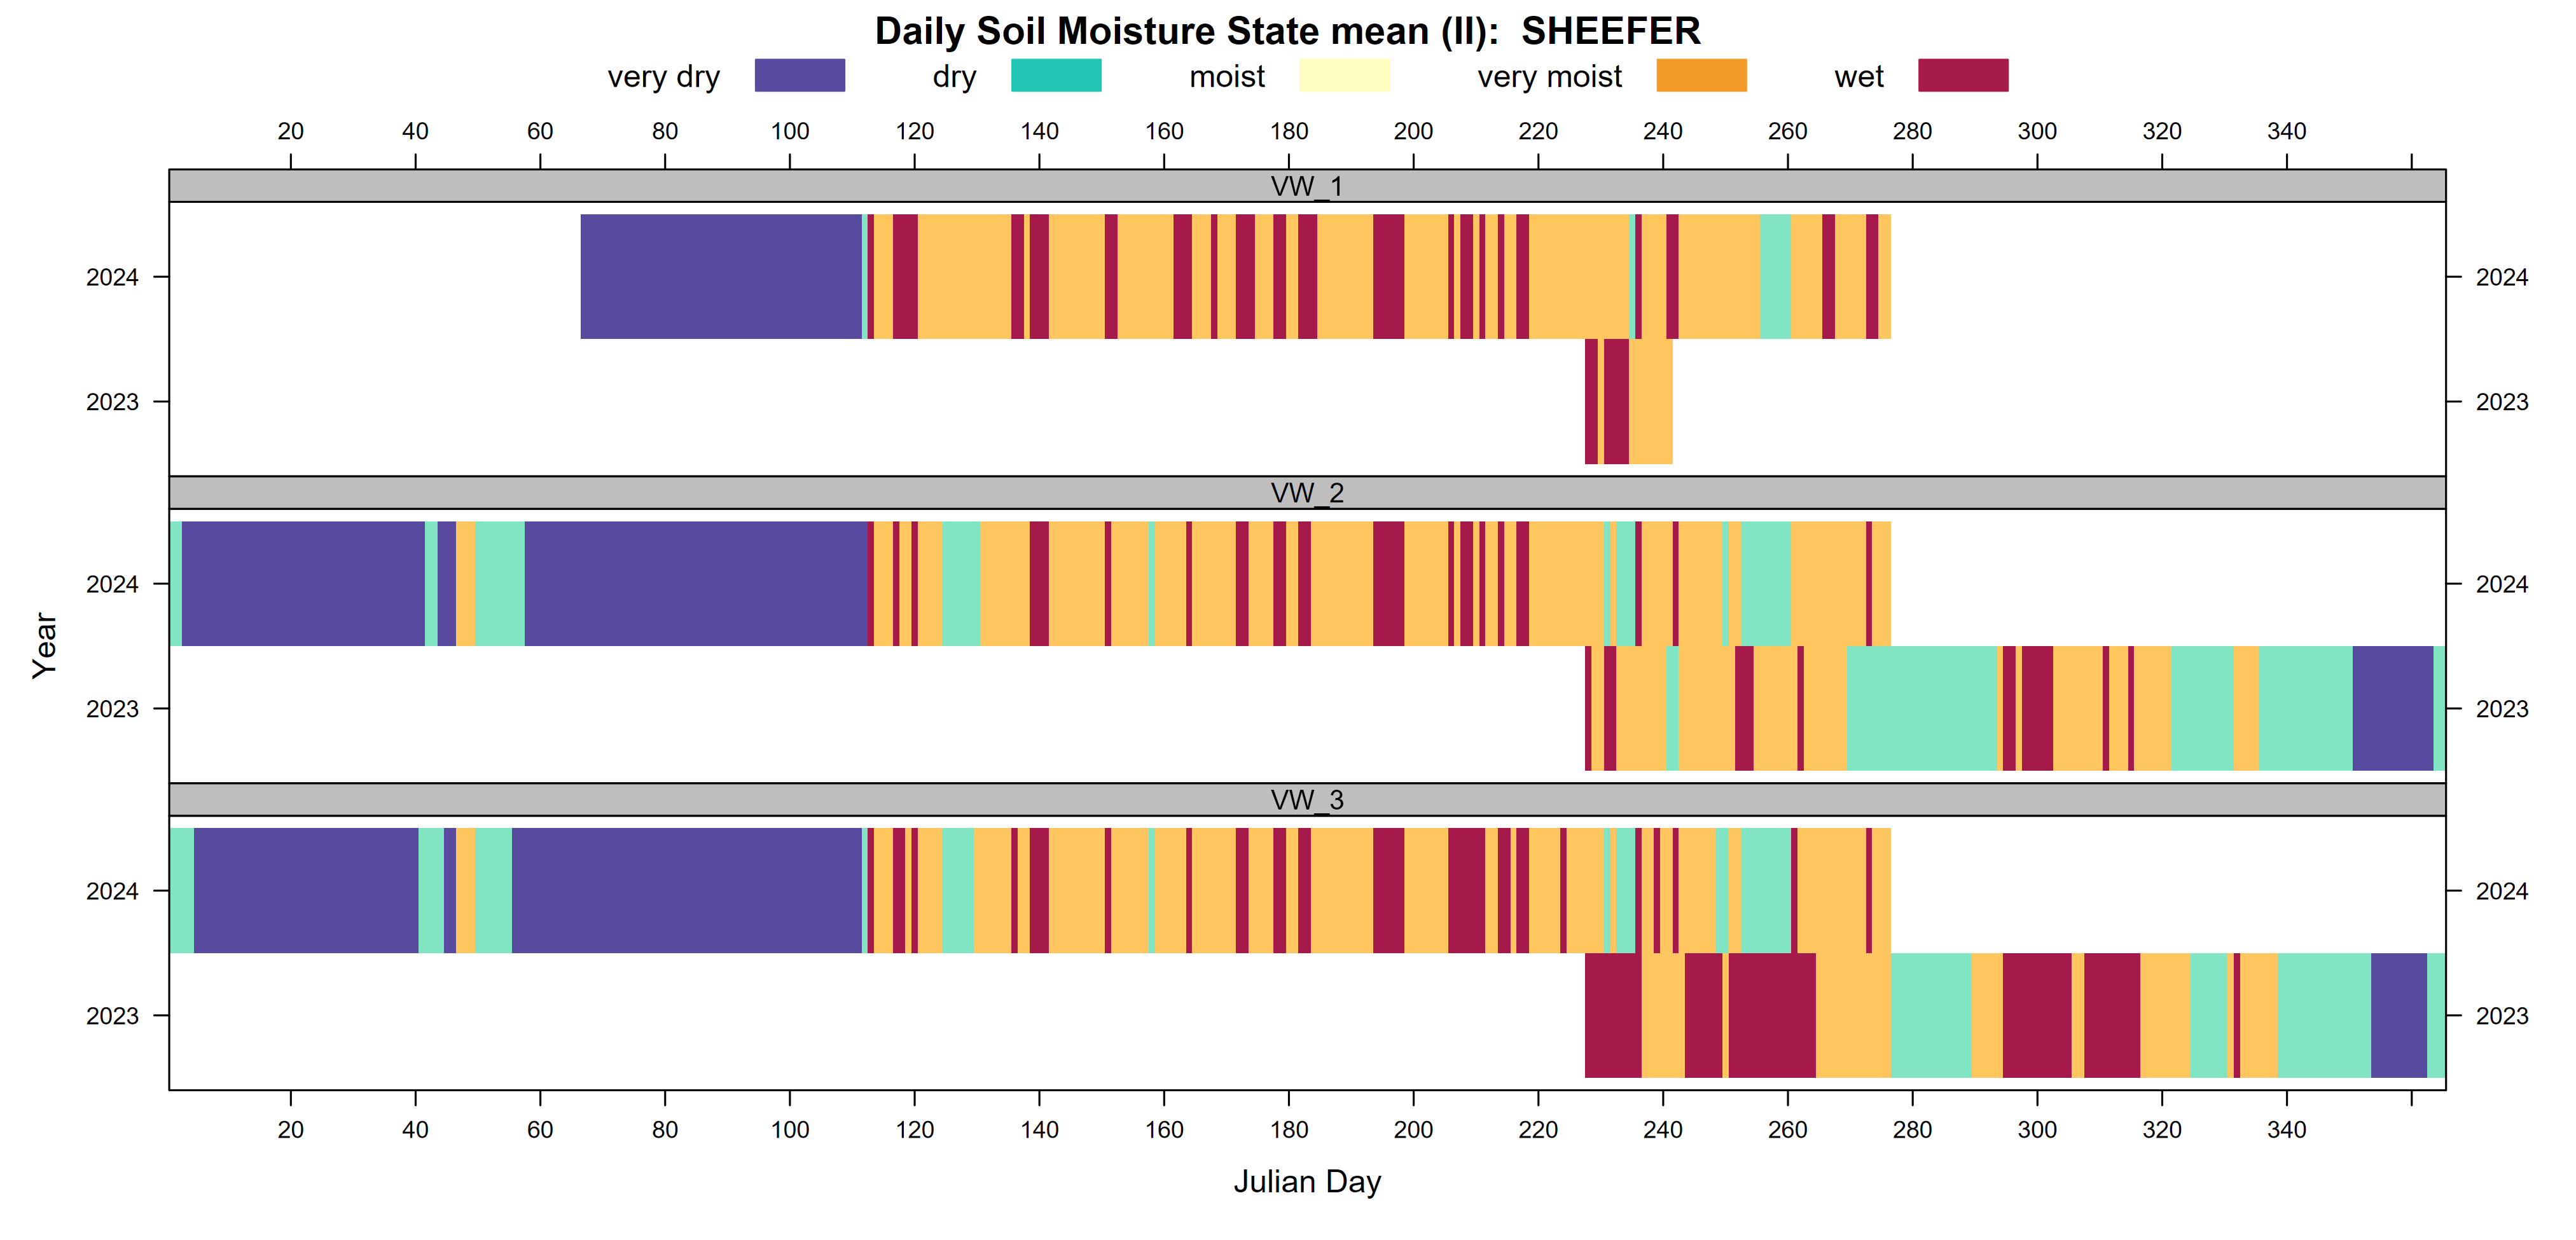 Daily Soil Moisture State mean (II):  SHEEFER
very dry dry moist very moist wet
20 40 60 80 100 120 140 160 180 200 220 240 260 280 300 320 340
VW_1
2024 2024
2023 2023
VW_2
2024 2024
2023 2023
VW_3
2024 2024
2023 2023
Year
20 40 60 80 100 120 140 160 180 200 220 240 260 280 300 320 340
Julian Day